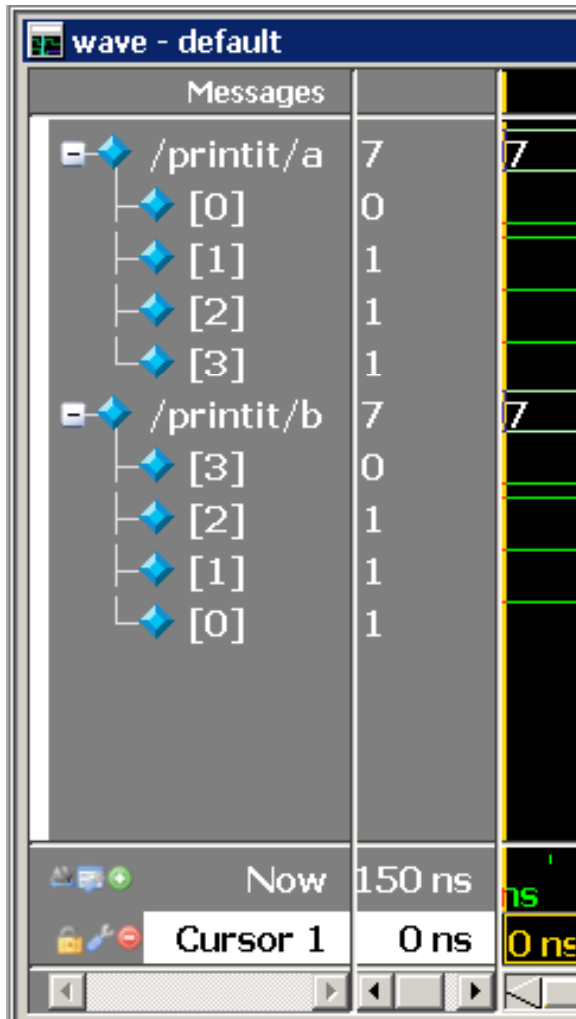 wave - default
Messages
/printit/a 7 7
[0] 0
[1] 1
[2] 1
[3] 1
/printit/b 7 7
[3] 0
[2] 1
[1] 1
[0] 1
Now 150 ns ns
Cursor 1 0 ns 0 ns